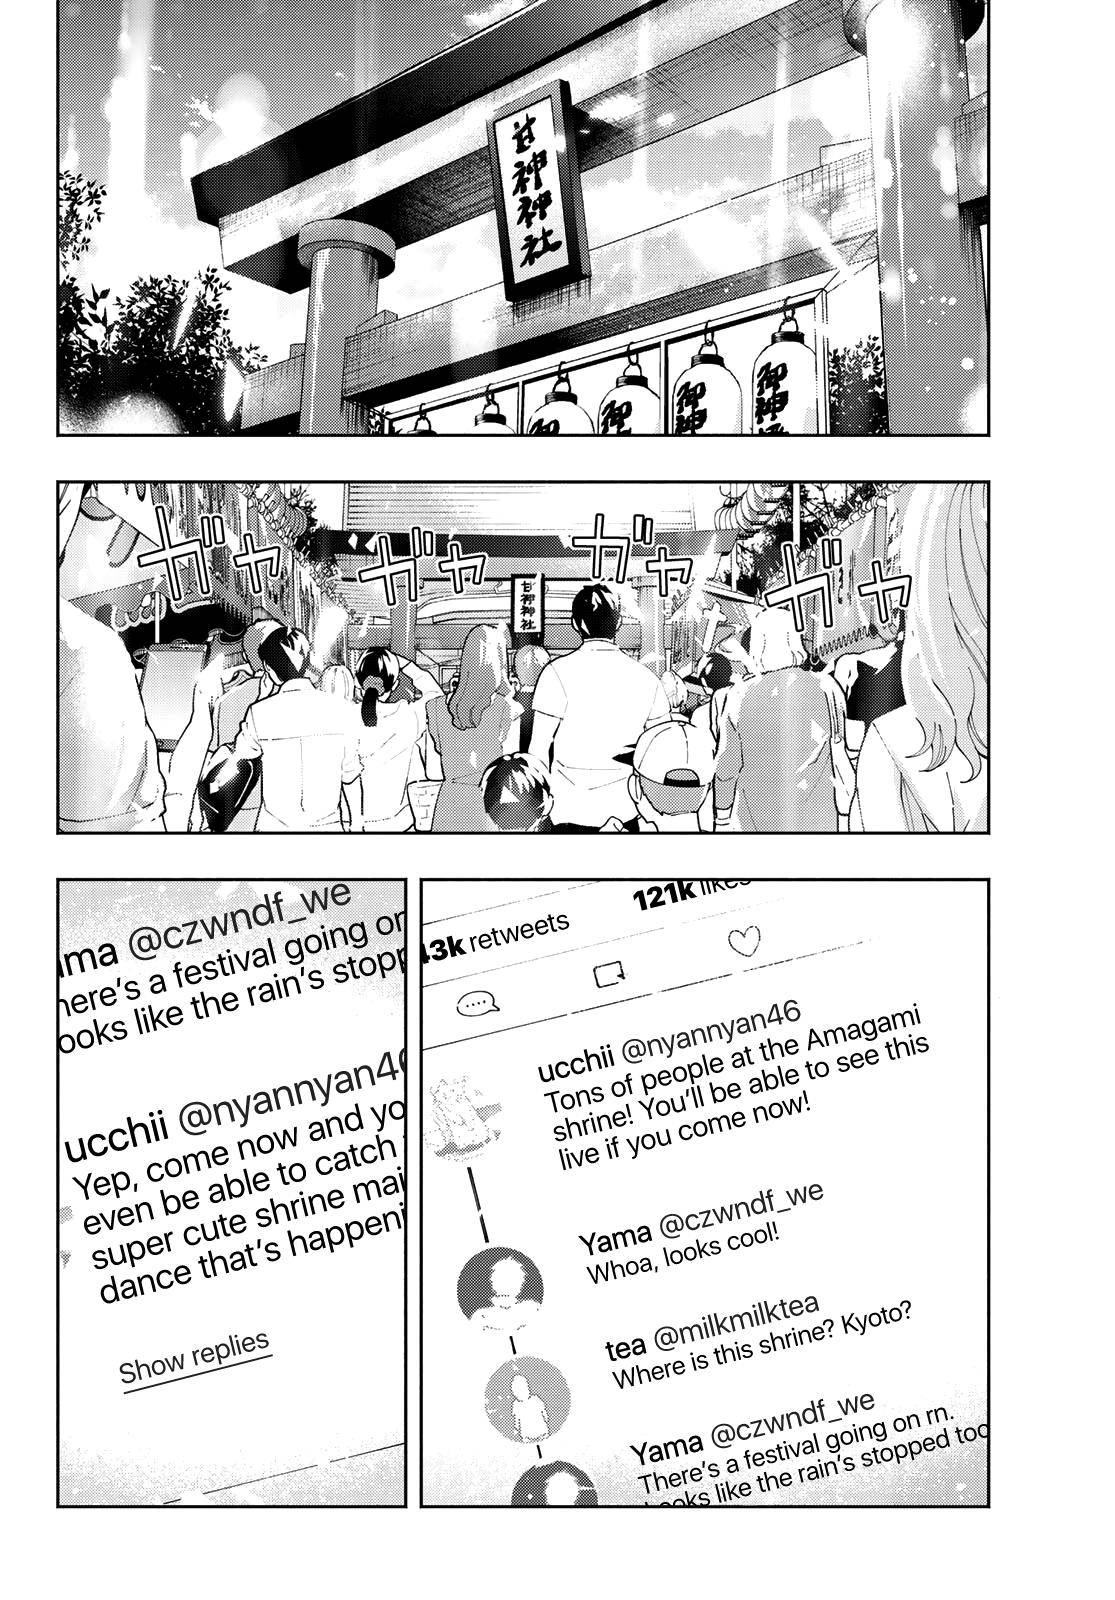 甘神神社
御神燈
御神
御神
御
御
ガヤ
ガヤ
ガヤ
ガヤ
甘神神社
43k retweets
121k likes
ucchii @nyannyan46
Tons of people at the Amagami
shrine! You'll be able to see this
live if you come now!
Yama @czwndf_we
Whoa, looks cool!
tea @milkmilktea
Where is this shrine? Kyoto?
Yama @czwndf_we
There's a festival going on rn.
Looks like the rain's stopped too
ama @czwndf_we
here's a festival going on
ooks like the rain's stopp
ucchii @nyannyan46
Yep, come now and yo
even be able to catch
super cute shrine mai
dance that's happeni
Show replies